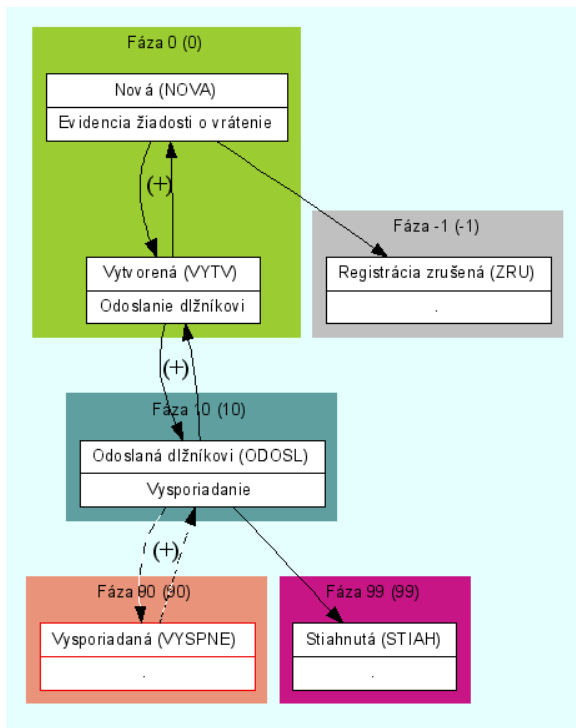 Fáza 0 (0)
Nová (NOVA)
Evidencia žiadosti o vrátenie
(+)
Fáza -1 (-1)
Vytvorená (VYTV)
Odoslanie dlžníkovi
Registrácia zrušená (ZRU)
.
(+)
Fáza 10 (10)
Odoslaná dlžníkovi (ODOSL)
Vysporiadanie
(+)
Fáza 90 (90)
Fáza 99 (99)
Vysporiadaná (VYSPNE)
.
Stiahnutá (STIAH)
.